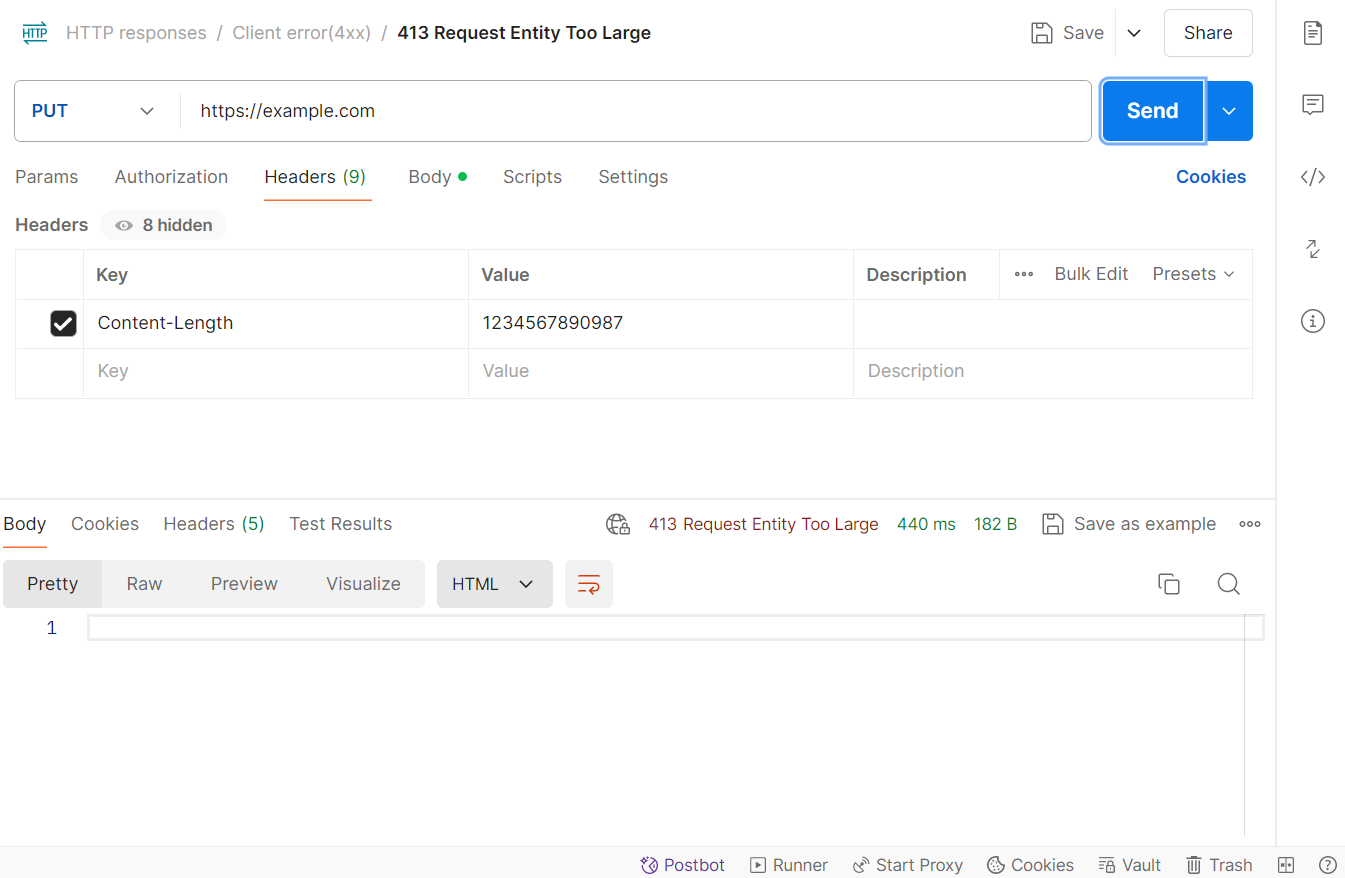 HTTP HTTP responses / Client error(4xx) / 413 Request Entity Too Large Save Share
PUT https://example.com Send
Params Authorization Headers (9) Body Scripts Settings Cookies
Headers 8 hidden
Key Value Description Bulk Edit Presets
Content-Length 1234567890987
Key Value Description
Body Cookies Headers (5) Test Results 413 Request Entity Too Large 440 ms 182 B Save as example
Pretty Raw Preview Visualize HTML
1
Postbot Runner Start Proxy Cookies Vault Trash